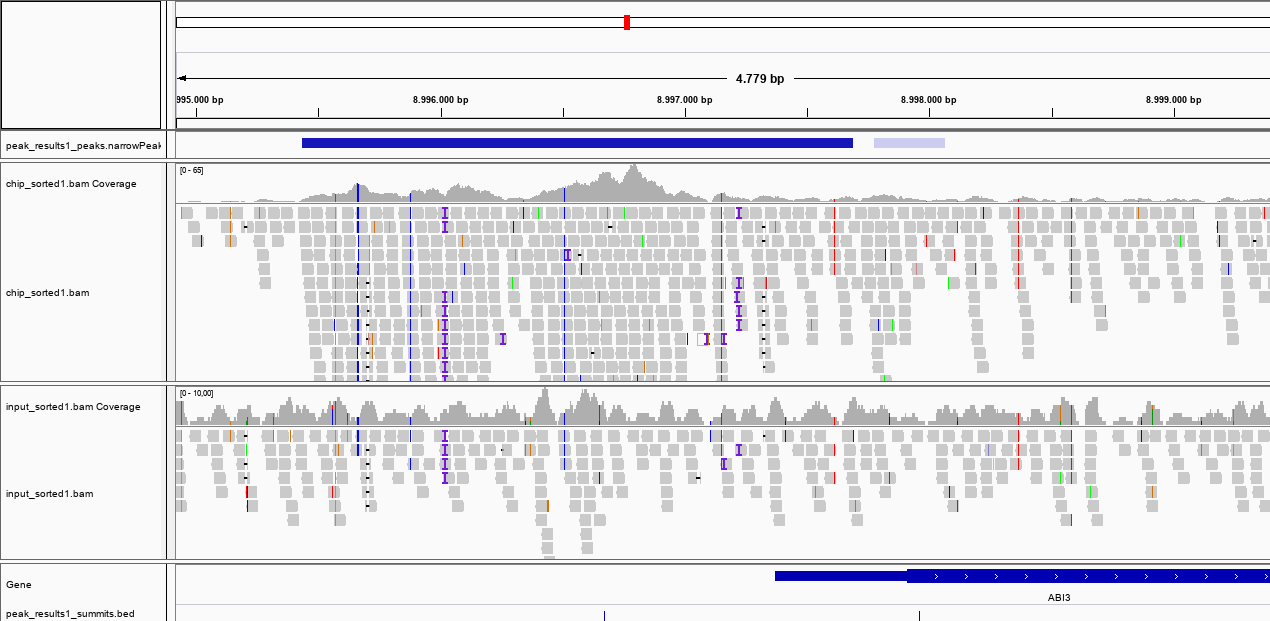 4.779 bp
995.000 bp 8.996.000 bp 8.997.000 bp 8.998.000 bp 8.999.000 bp
peak_results1_peaks.narrowPeak
chip_sorted1.bam Coverage
[0 - 65]
chip_sorted1.bam
input_sorted1.bam Coverage
[0 - 10,00]
input_sorted1.bam
Gene
ABI3
peak_results1_summits.bed